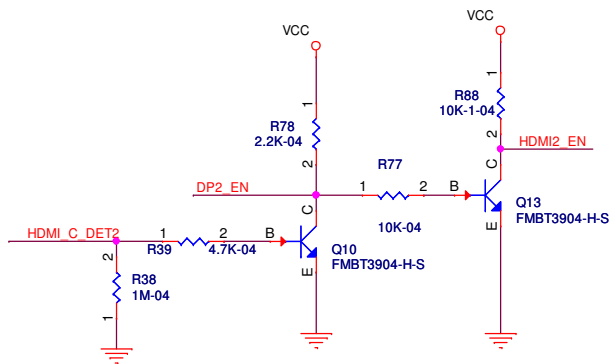 VCC
VCC
1
R88
10K-1-04
2
HDMI2_EN
1
R78
2.2K-04
2
R77
C
DP2_EN
1
2
B
Q13
FMBT3904-H-S
10K-04
C
E
HDMI_C_DET2
1
2
B
R39
4.7K-04
Q10
FMBT3904-H-S
2
R38
1M-04
1
E